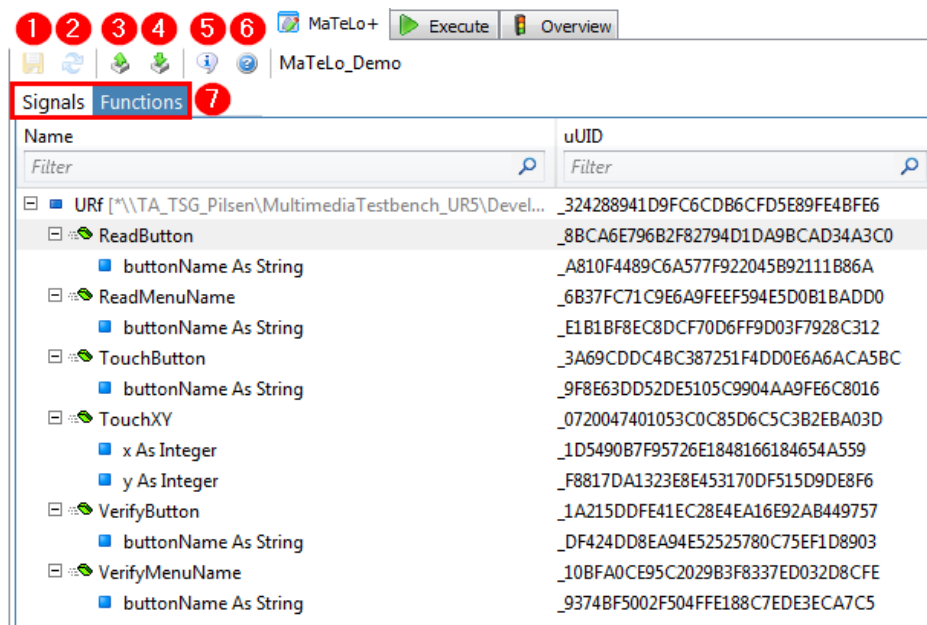 1 2 3 4 5 6 MaTeLo+ Execute Overview
MaTeLo_Demo
Signals Functions 7
Name uUID
Filter Filter
URf [*\\TA_TSG_Pilsen\MultimediaTestbench_UR5\Devel... _324288941D9FC6CDB6CFD5E89FE4BFE6
ReadButton _8BCA6E796B2F82794D1DA9BCAD34A3C0
buttonName As String _A810F4489C6A577F922045B92111B86A
ReadMenuName _6B37FC71C9E6A9FEEF594E5D0B1BADD0
buttonName As String _E1B1BF8EC8DCF70D6FF9D03F7928C312
TouchButton _3A69CDDC4BC387251F4DD0E6A6ACA5BC
buttonName As String _9F8E63DD52DE5105C9904AA9FE6C8016
TouchXY _0720047401053C0C85D6C5C3B2EBA03D
x As Integer _1D5490B7F95726E1848166184654A559
y As Integer _F8817DA1323E8E453170DF515D9DE8F6
VerifyButton _1A215DDFE41EC28E4EA16E92AB449757
buttonName As String _DF424DD8EA94E52525780C75EF1D8903
VerifyMenuName _10BFA0CE95C2029B3F8337ED032D8CFE
buttonName As String _9374BF5002F504FFE188C7EDE3ECA7C5